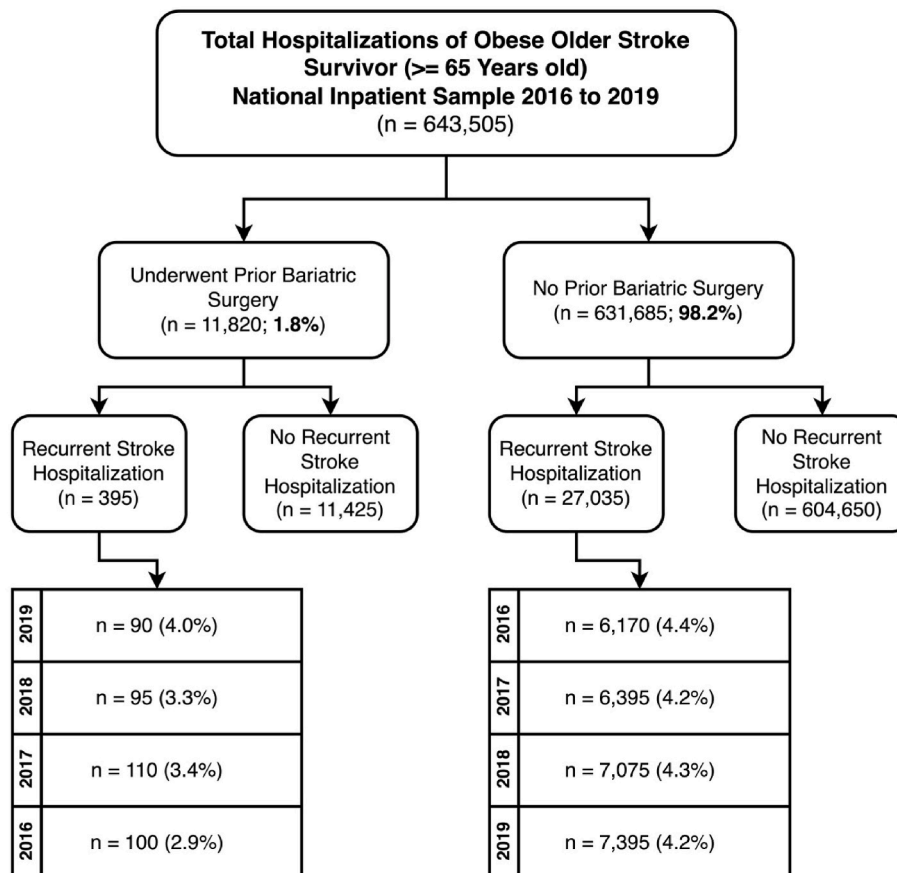 Total Hospitalizations of Obese Older Stroke
Survivor (>= 65 Years old)
National Inpatient Sample 2016 to 2019
(n = 643,505)
Underwent Prior Bariatric
Surgery
(n = 11,820; 1.8%)
No Prior Bariatric Surgery
(n = 631,685; 98.2%)
Recurrent Stroke
Hospitalization
(n = 395)
No Recurrent
Stroke
Hospitalization
(n = 11,425)
Recurrent Stroke
Hospitalization
(n = 27,035)
No Recurrent
Stroke
Hospitalization
(n = 604,650)
2019 n = 90 (4.0%)
2018 n = 95 (3.3%)
2017 n = 110 (3.4%)
2016 n = 100 (2.9%)
2016 n = 6,170 (4.4%)
2017 n = 6,395 (4.2%)
2018 n = 7,075 (4.3%)
2019 n = 7,395 (4.2%)